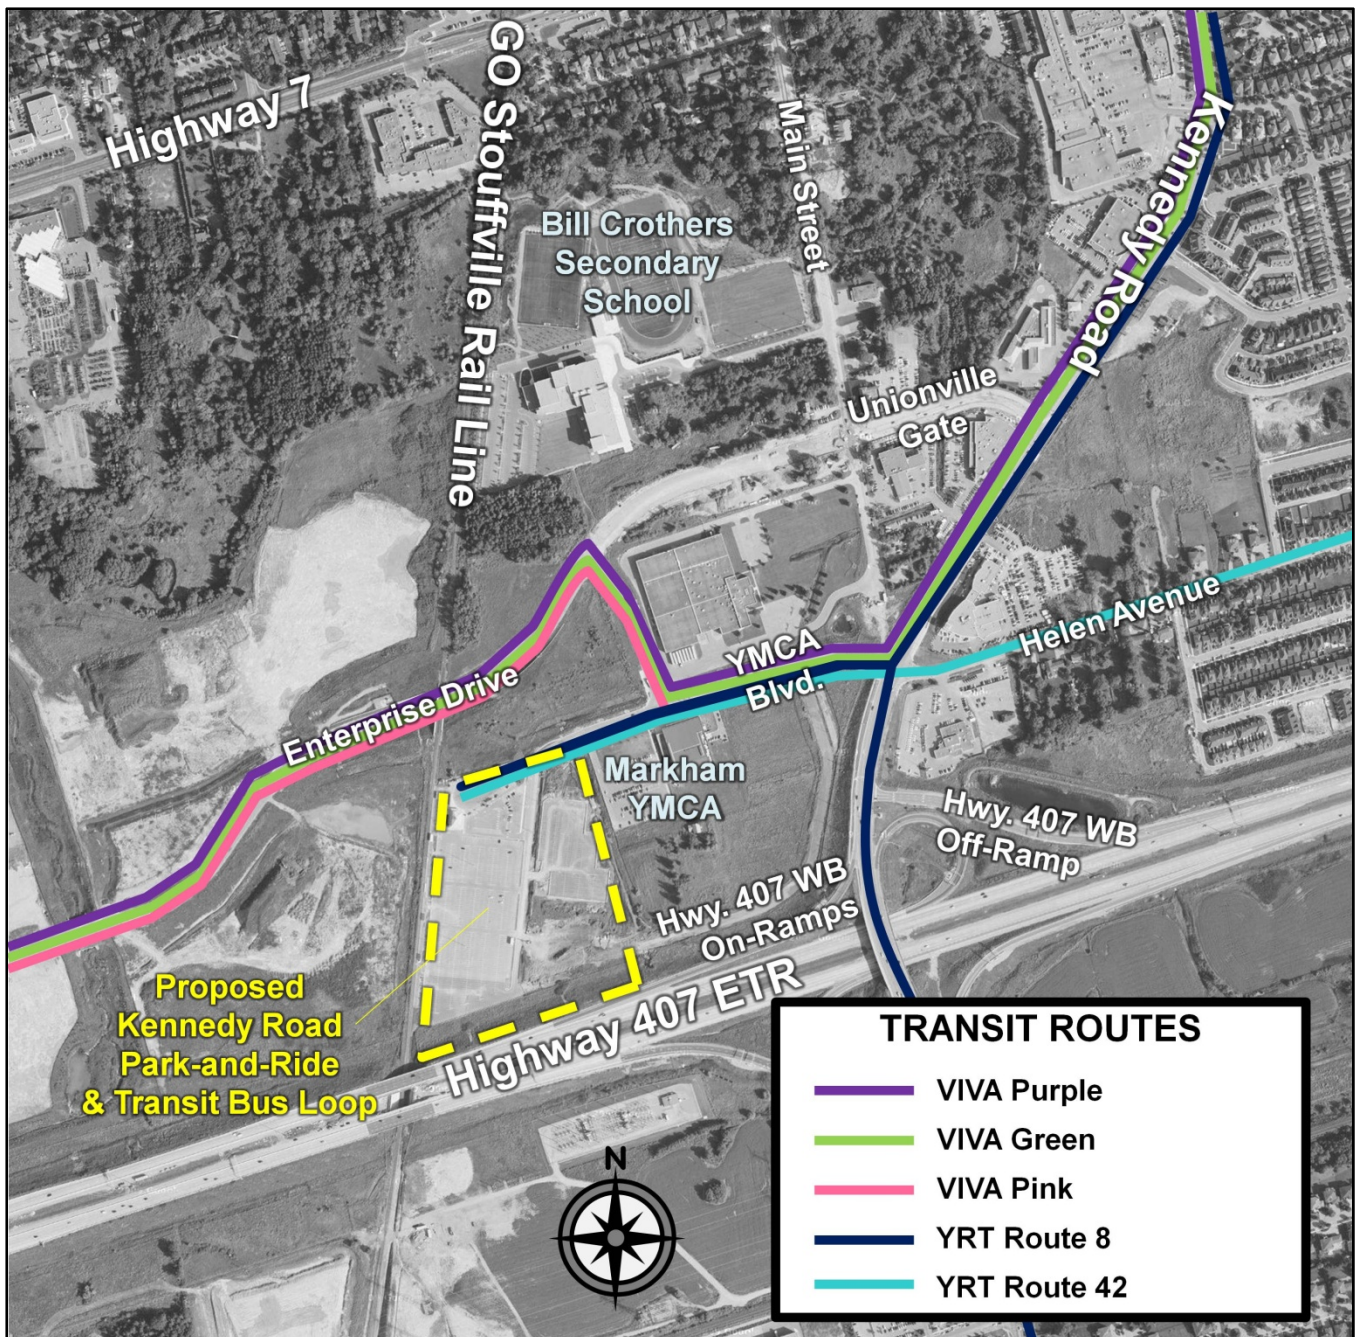 Highway 7
GO Stouffville Rail Line
Main Street
Kennedy Road
Bill Crothers
Secondary
School
Unionville
Gate
Helen Avenue
YMCA
Blvd.
Enterprise Drive
Markham
YMCA
Hwy. 407 WB
Off-Ramp
Hwy. 407 WB
On-Ramps
Highway 407 ETR
Proposed
Kennedy Road
Park-and-Ride
& Transit Bus Loop
N
TRANSIT ROUTES
VIVA Purple
VIVA Green
VIVA Pink
YRT Route 8
YRT Route 42